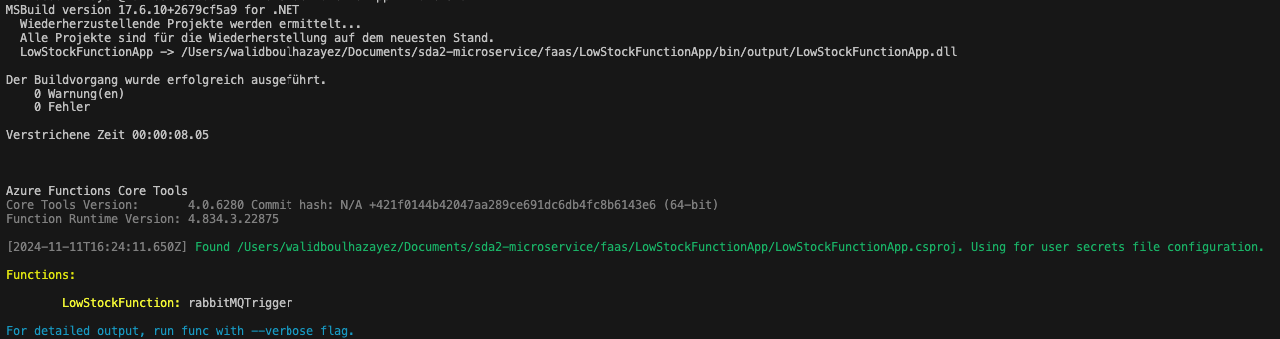 MSBuild version 17.6.10+2679cf5a9 for .NET
Wiederherzustellende Projekte werden ermittelt...
Alle Projekte sind für die Wiederherstellung auf dem neuesten Stand.
LowStockFunctionApp -> /Users/walidboulhazayez/Documents/sda2-microservice/faas/LowStockFunctionApp/bin/output/LowStockFunctionApp.dll
Der Buildvorgang wurde erfolgreich ausgeführt.
0 Warnung(en)
0 Fehler
Verstrichene Zeit 00:00:08.05
Azure Functions Core Tools
Core Tools Version: 4.0.6280 Commit hash: N/A +421f0144b42047aa289ce691dc6db4fc8b6143e6 (64-bit)
Function Runtime Version: 4.834.3.22875
[2024-11-11T16:24:11.650Z] Found /Users/walidboulhazayez/Documents/sda2-microservice/faas/LowStockFunctionApp/LowStockFunctionApp.csproj. Using for user secrets file configuration.
Functions:
LowStockFunction: rabbitMQTrigger
For detailed output, run func with --verbose flag.